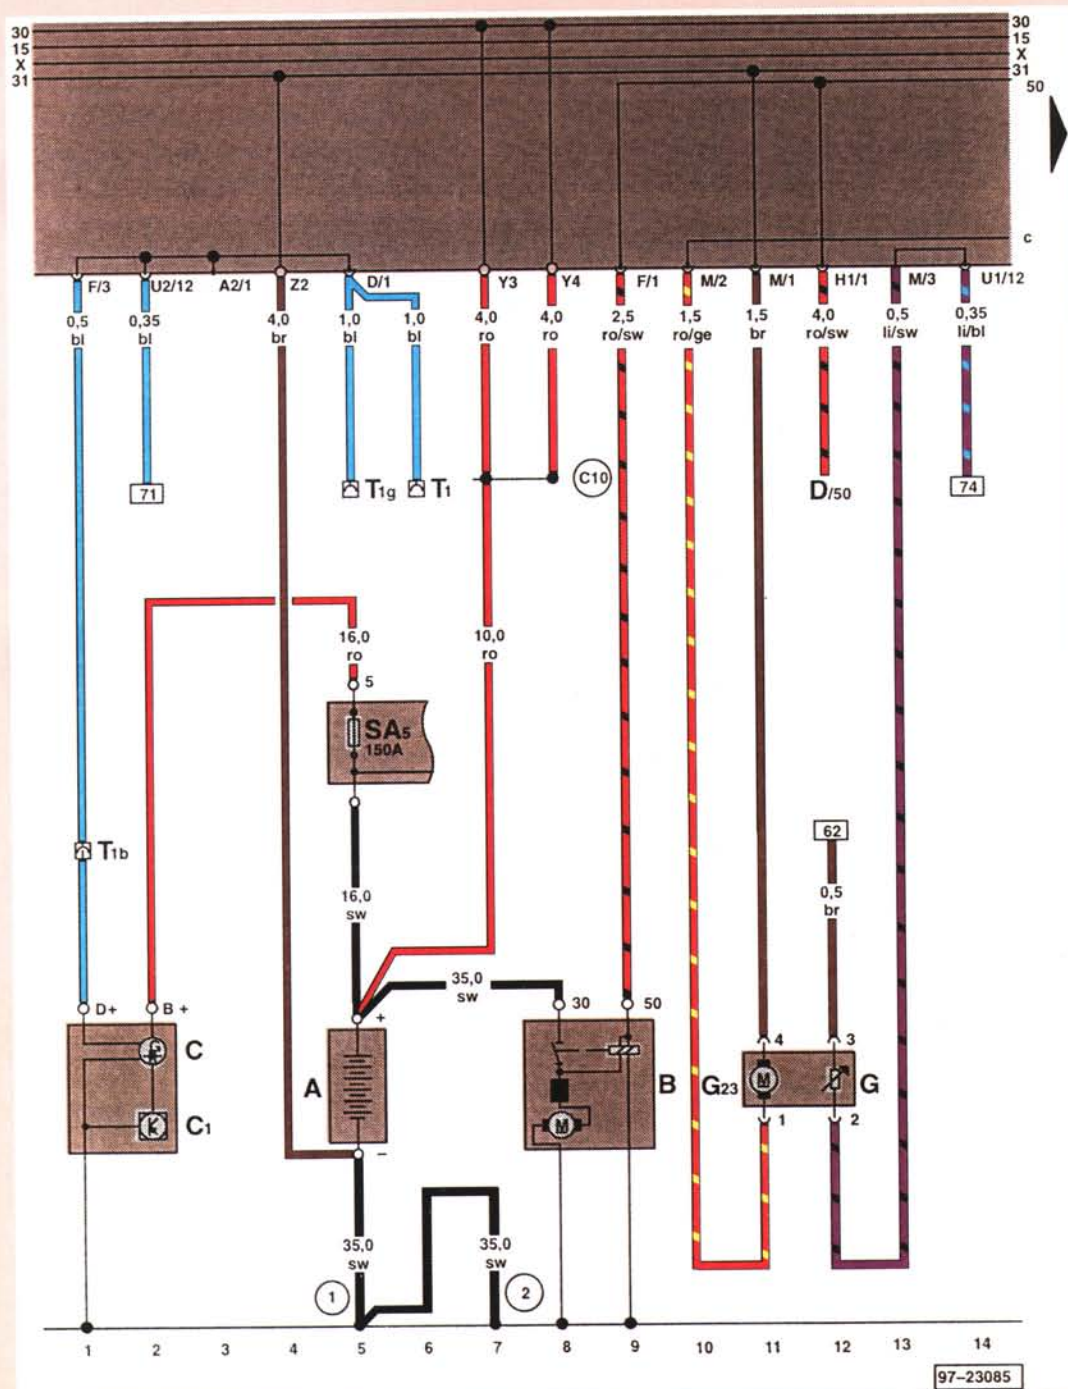 30 30
15 15
X X
31 31
50
c
F/3 U2/12 A2/1 Z2 D/1 Y3 Y4 F/1 M/2 M/1 H1/1 M/3 U1/12
0,5 0,35 4,0 1,0 1,0 4,0 4,0 2,5 1,5 1,5 4,0 0,5 0,35
bl bl br bl bl ro ro ro/sw ro/ge br ro/sw li/sw li/bl
71 T1g T1 C10 D/50 74
16,0 10,0
ro ro
5
SA5
150A
62
T1b
16,0 0,5
sw br
35,0
sw
D+ B + + 30 50
4 3
C A B G23 M G
C1 M 1 2
−
35,0 35,0
sw sw
1 2
1 2 3 4 5 6 7 8 9 10 11 12 13 14
97-23085